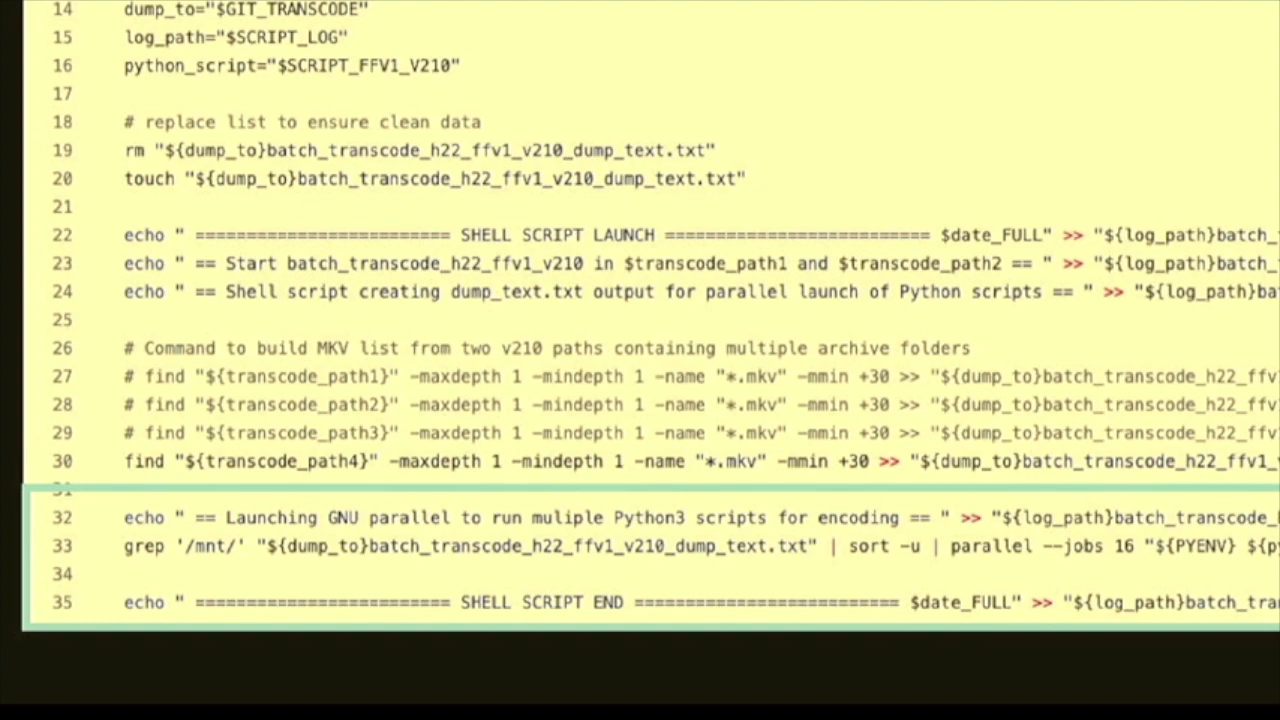 14 dump_to="$GIT_TRANSCODE"
15 log_path="$SCRIPT_LOG"
16 python_script="$SCRIPT_FFV1_V210"
17
18 # replace list to ensure clean data
19 rm "${dump_to}batch_transcode_h22_ffv1_v210_dump_text.txt"
20 touch "${dump_to}batch_transcode_h22_ffv1_v210_dump_text.txt"
21
22 echo " ========================= SHELL SCRIPT LAUNCH ========================== $date_FULL" >> "${log_path}batch_
23 echo " == Start batch_transcode_h22_ffv1_v210 in $transcode_path1 and $transcode_path2 == " >> "${log_path}batch_t
24 echo " == Shell script creating dump_text.txt output for parallel launch of Python scripts == " >> "${log_path}ba
25
26 # Command to build MKV list from two v210 paths containing multiple archive folders
27 # find "${transcode_path1}" -maxdepth 1 -mindepth 1 -name "*.mkv" -mmin +30 >> "${dump_to}batch_transcode_h22_ffv
28 # find "${transcode_path2}" -maxdepth 1 -mindepth 1 -name "*.mkv" -mmin +30 >> "${dump_to}batch_transcode_h22_ffv
29 # find "${transcode_path3}" -maxdepth 1 -mindepth 1 -name "*.mkv" -mmin +30 >> "${dump_to}batch_transcode_h22_ffv
30 find "${transcode_path4}" -maxdepth 1 -mindepth 1 -name "*.mkv" -mmin +30 >> "${dump_to}batch_transcode_h22_ffv1_
31
32 echo " == Launching GNU parallel to run muliple Python3 scripts for encoding == " >> "${log_path}batch_transcode_
33 grep '/mnt/' "${dump_to}batch_transcode_h22_ffv1_v210_dump_text.txt" | sort -u | parallel --jobs 16 "${PYENV} ${py
34
35 echo " ========================= SHELL SCRIPT END ========================== $date_FULL" >> "${log_path}batch_tra